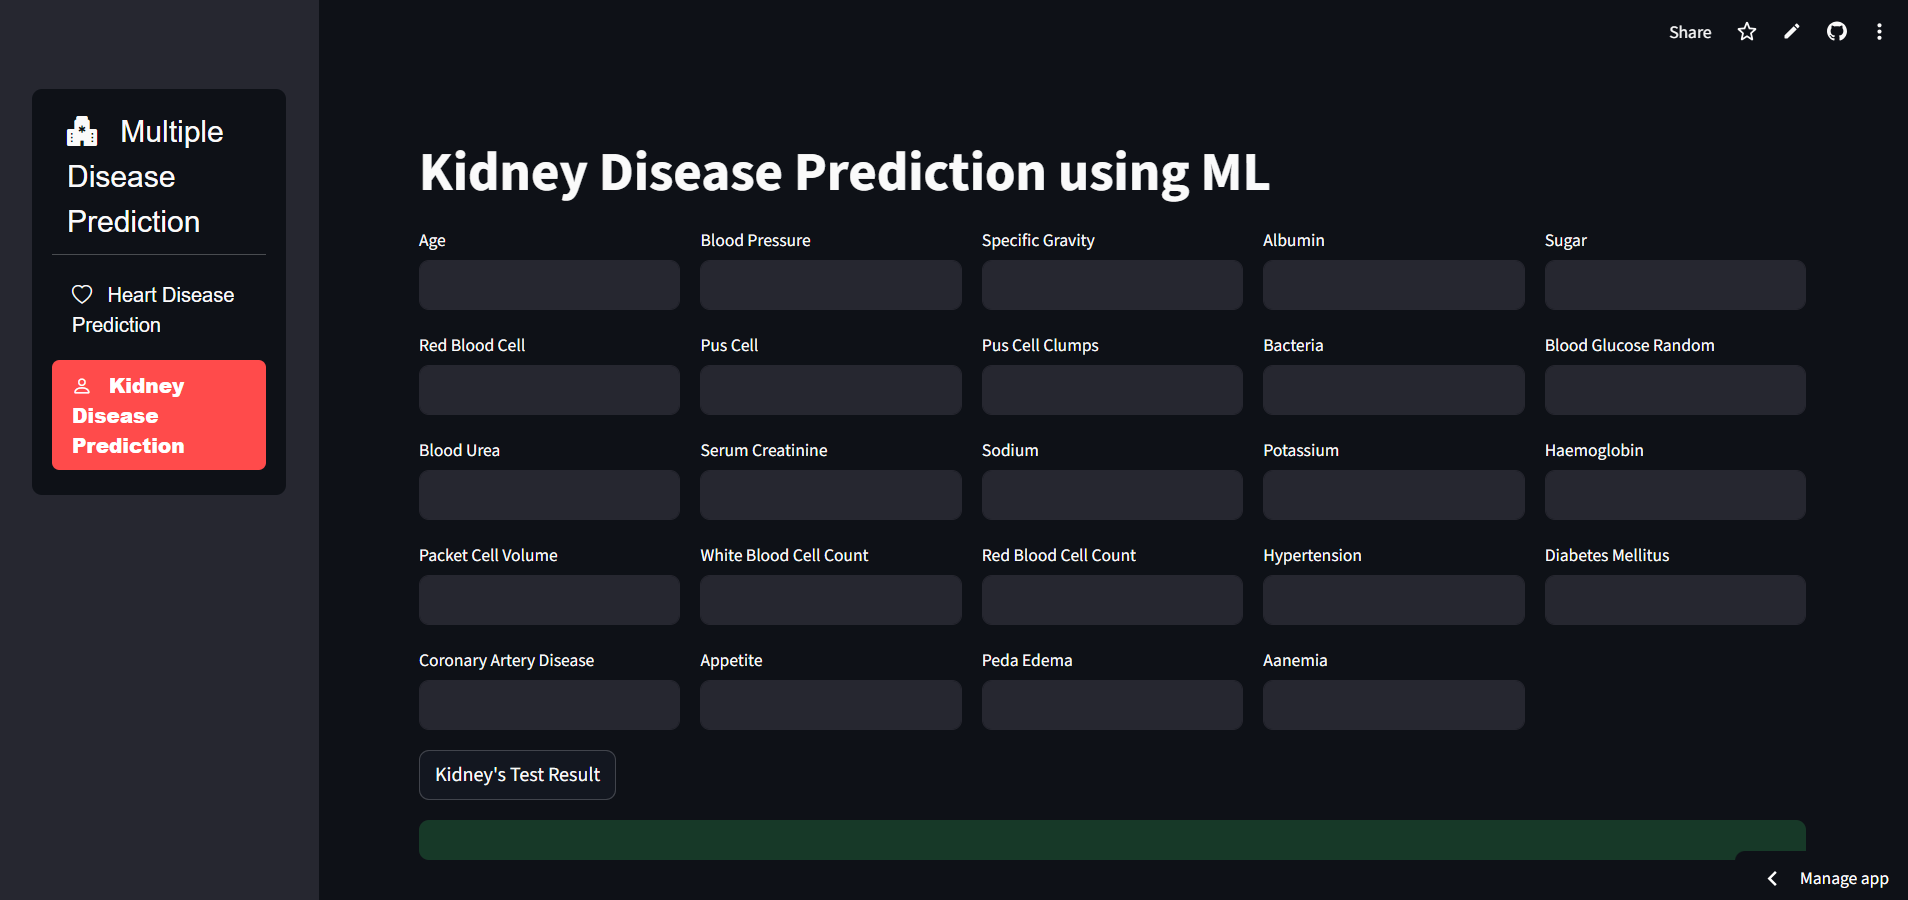 Share
Multiple
Disease
Prediction
Heart Disease
Prediction
Kidney
Disease
Prediction
Kidney Disease Prediction using ML
Age Blood Pressure Specific Gravity Albumin Sugar
Red Blood Cell Pus Cell Pus Cell Clumps Bacteria Blood Glucose Random
Blood Urea Serum Creatinine Sodium Potassium Haemoglobin
Packet Cell Volume White Blood Cell Count Red Blood Cell Count Hypertension Diabetes Mellitus
Coronary Artery Disease Appetite Peda Edema Aanemia
Kidney's Test Result
Manage app